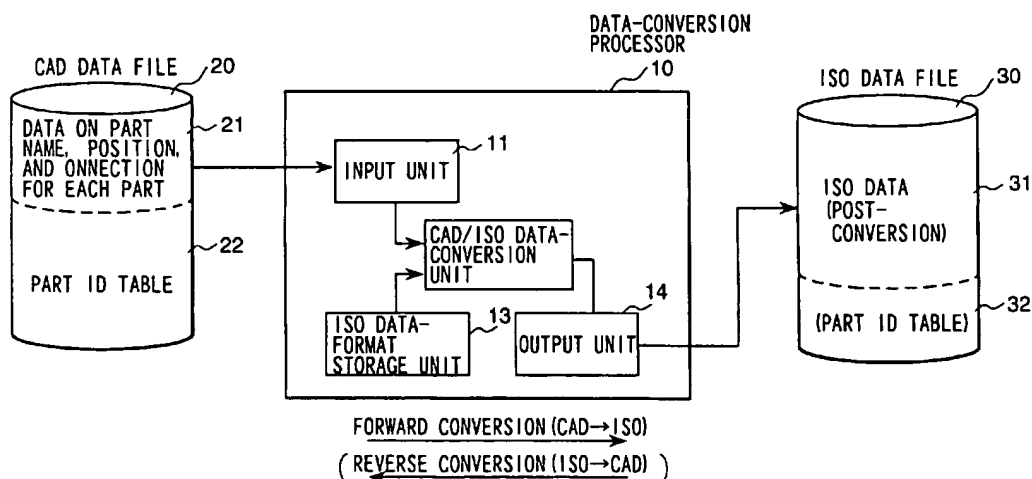 DATA-CONVERSION
PROCESSOR
10
CAD DATA FILE
20
21
DATA ON PART
NAME, POSITION,
AND ONNECTION
FOR EACH PART
22
PART ID TABLE
11
INPUT UNIT
CAD/ISO DATA-
CONVERSION
UNIT
13
ISO DATA-
FORMAT
STORAGE UNIT
14
OUTPUT UNIT
ISO DATA FILE
30
31
ISO DATA
(POST-
CONVERSION)
32
(PART ID TABLE)
FORWARD CONVERSION(CAD→ISO)
(REVERSE CONVERSION(ISO→CAD))